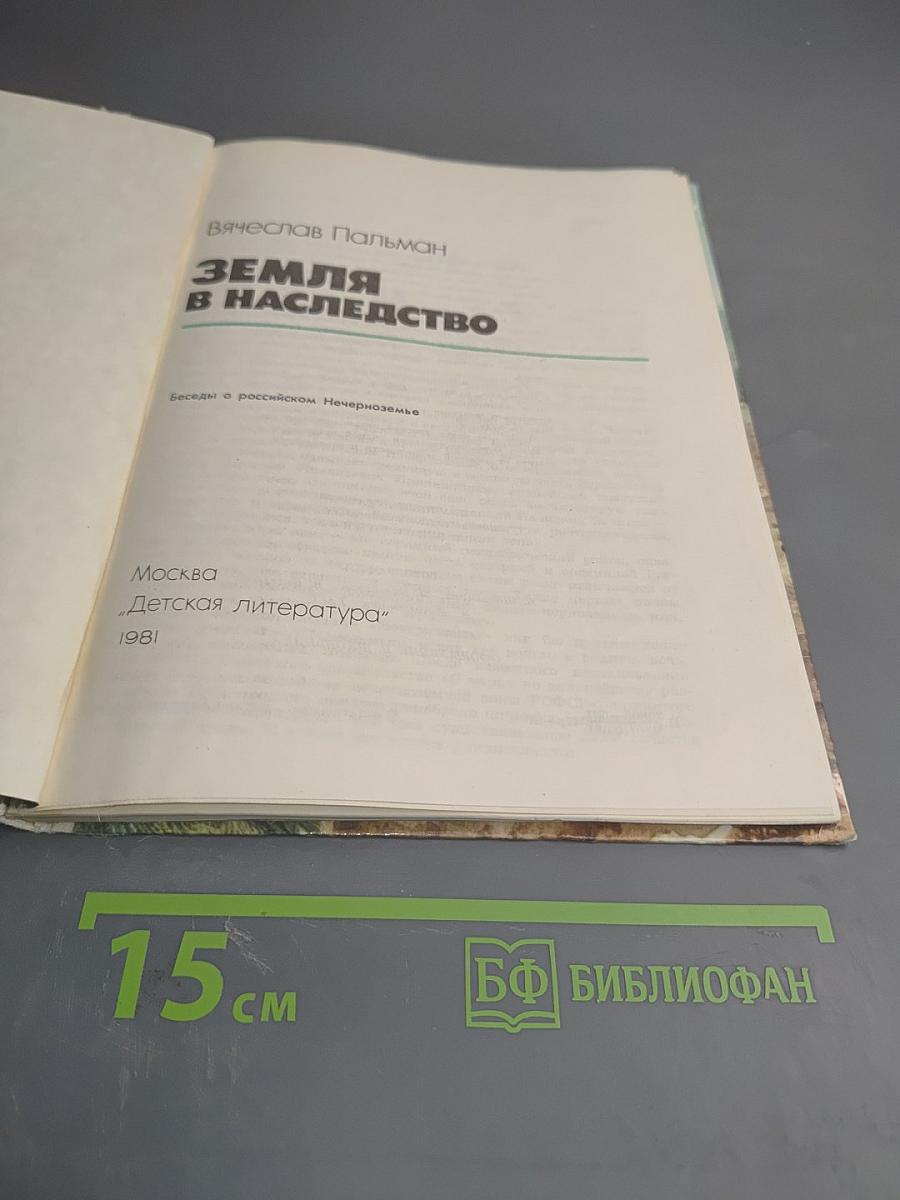 Вячеслав Пальман
ЗЕМЛЯ
В НАСЛЕДСТВО
Беседы о российском Нечерноземье
Москва
„Детская литература“
1981
15 см
БФ БИБЛИОФАН